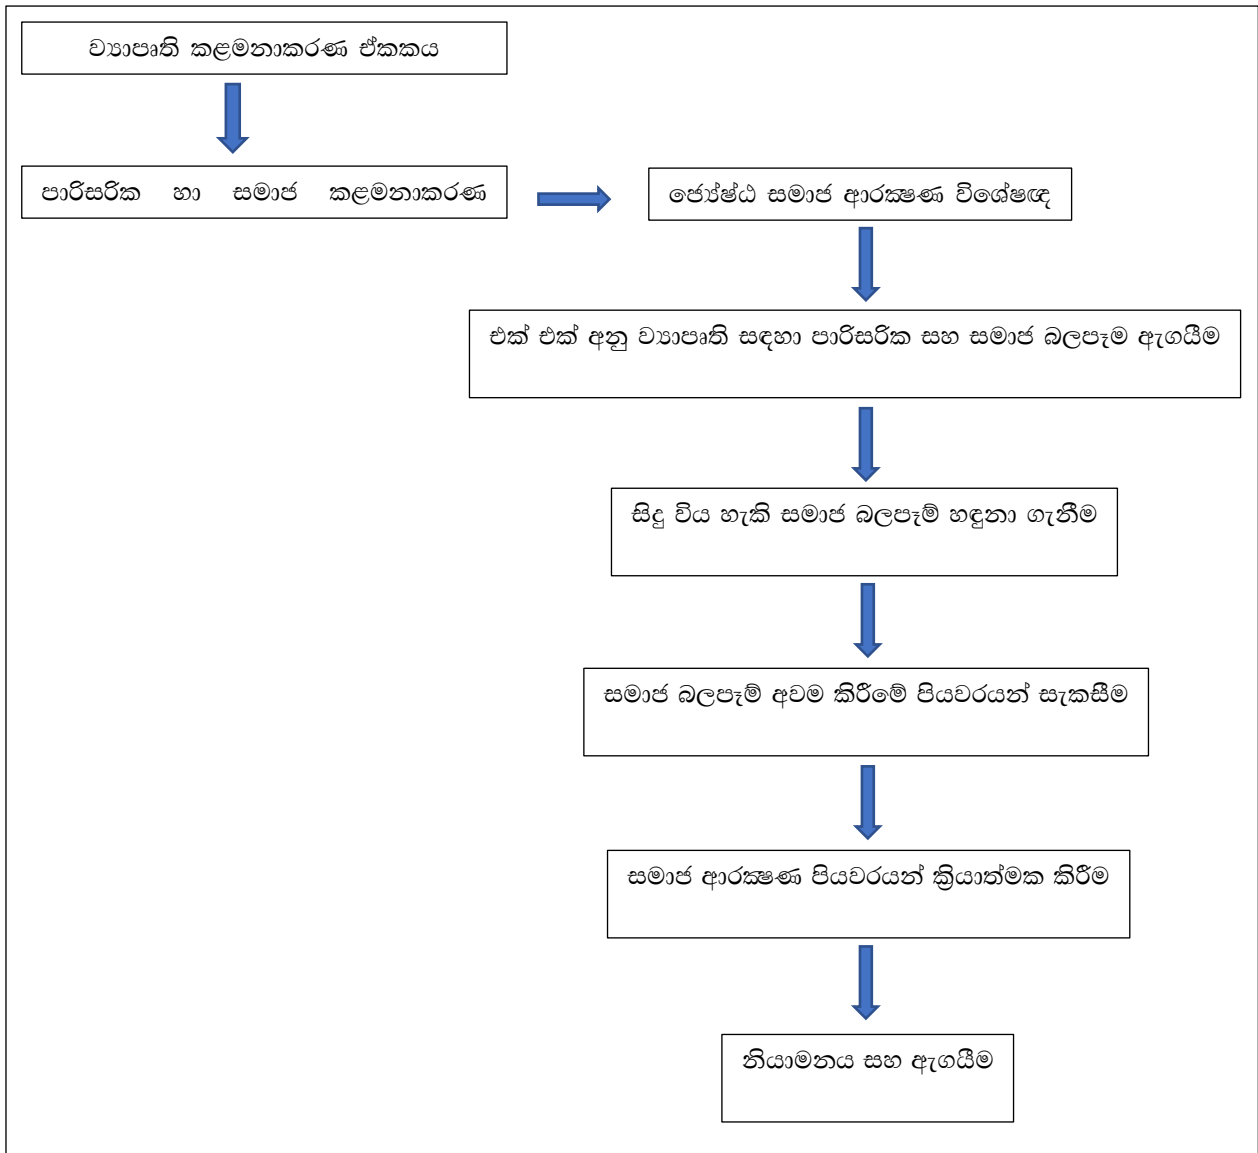 ව්‍යාපෘති කළමනාකරණ ඒකකය
පාරිසරික හා සමාජ කළමනාකරණ
ජ්‍යේෂ්ඨ සමාජ ආරක්‍ෂණ විශේෂඥ
එක් එක් අනු ව්‍යාපෘති සඳහා පාරිසරික සහ සමාජ බලපෑම ඇගයීම
සිදු විය හැකි සමාජ බලපෑම් හඳුනා ගැනීම
සමාජ බලපෑම් අවම කිරීමේ පියවරයන් සැකසීම
සමාජ ආරක්‍ෂණ පියවරයන් ක්‍රියාත්මක කිරීම
නියාමනය සහ ඇගයීම